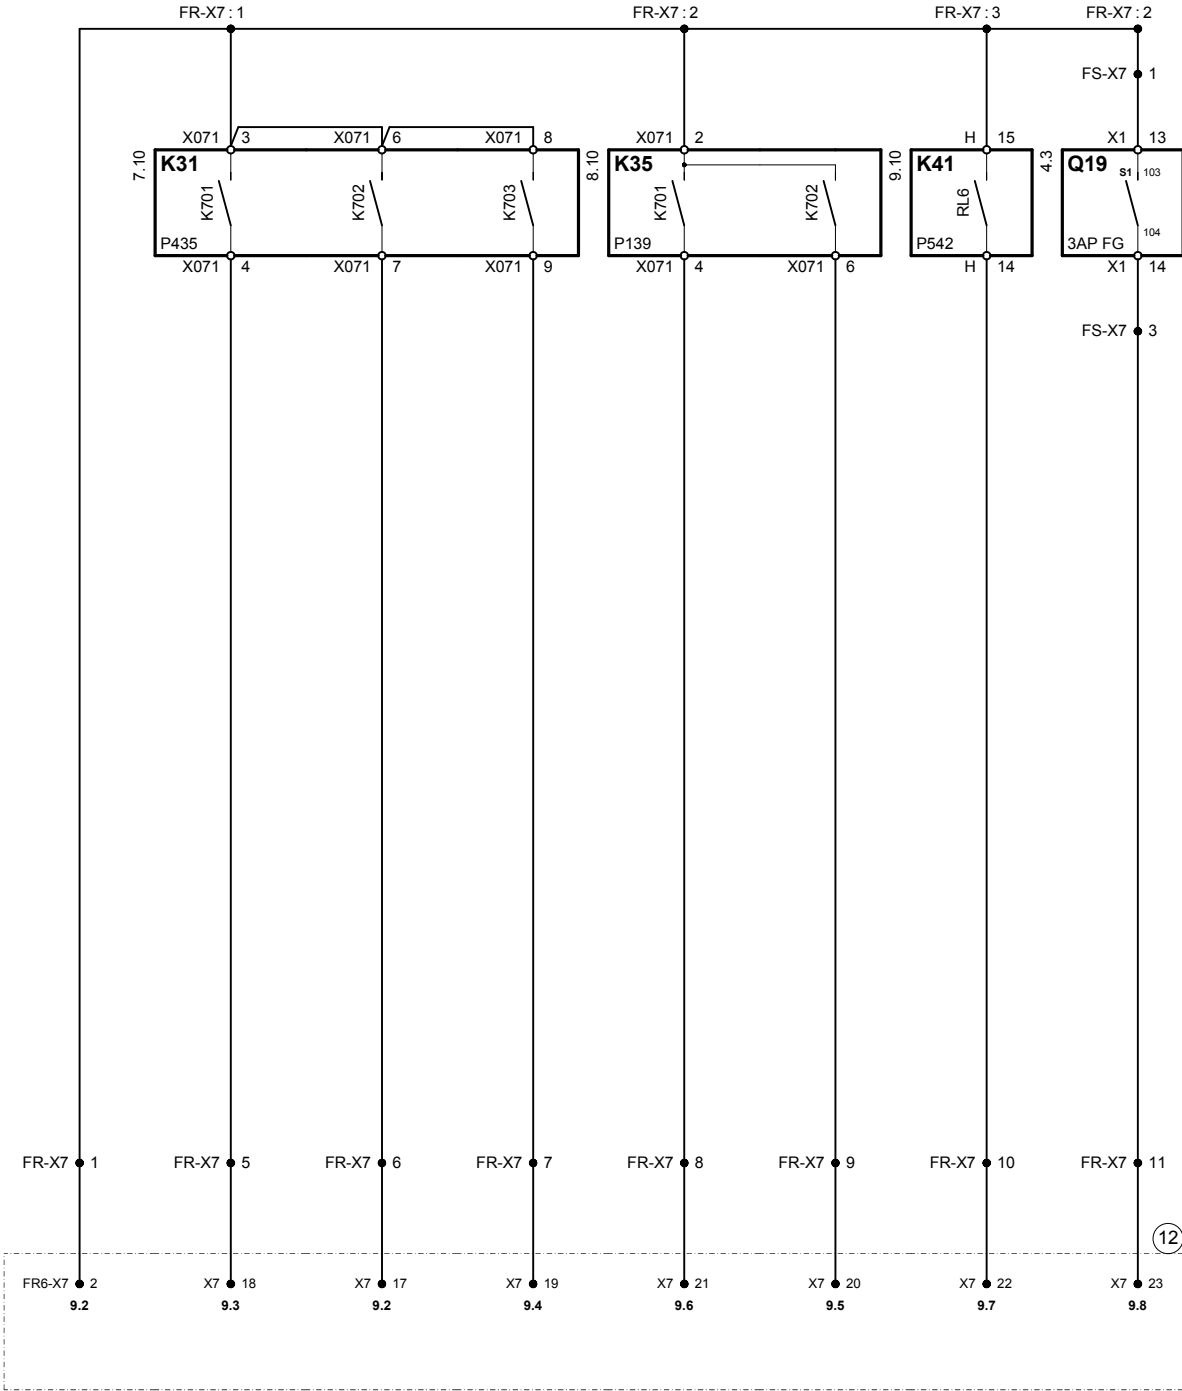 FR-X7 : 1 FR-X7 : 2 FR-X7 : 3 FR-X7 : 2
FS-X7 1
X071 3 X071 6 X071 8 X071 2 H 15 X1 13
7.10 K31 8.10 K35 9.10 K41 4.3 Q19 S1 103
K701 K702 K703 K701 K702 RL6
104
P435 P139 P542 3AP FG
X071 4 X071 7 X071 9 X071 4 X071 6 H 14 X1 14
FS-X7 3
FR-X7 1 FR-X7 5 FR-X7 6 FR-X7 7 FR-X7 8 FR-X7 9 FR-X7 10 FR-X7 11
12
FR6-X7 2 X7 18 X7 17 X7 19 X7 21 X7 20 X7 22 X7 23
9.2 9.3 9.2 9.4 9.6 9.5 9.7 9.8